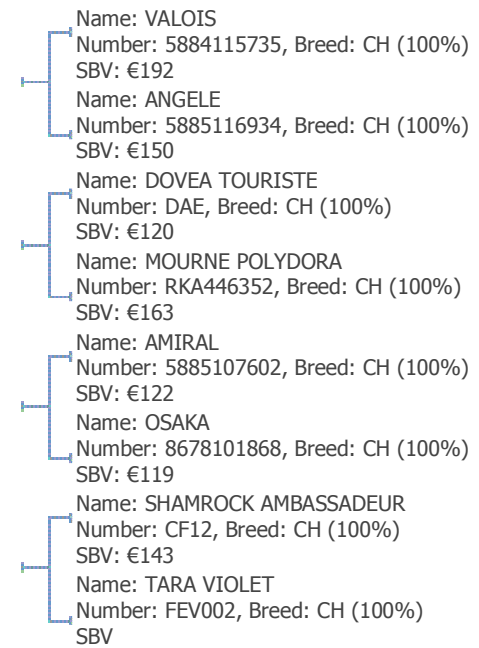 Name: VALOIS
Number: 5884115735, Breed: CH (100%)
SBV: €192
Name: ANGELE
Number: 5885116934, Breed: CH (100%)
SBV: €150
Name: DOVEA TOURISTE
Number: DAE, Breed: CH (100%)
SBV: €120
Name: MOURNE POLYDORA
Number: RKA446352, Breed: CH (100%)
SBV: €163
Name: AMIRAL
Number: 5885107602, Breed: CH (100%)
SBV: €122
Name: OSAKA
Number: 8678101868, Breed: CH (100%)
SBV: €119
Name: SHAMROCK AMBASSADEUR
Number: CF12, Breed: CH (100%)
SBV: €143
Name: TARA VIOLET
Number: FEV002, Breed: CH (100%)
SBV